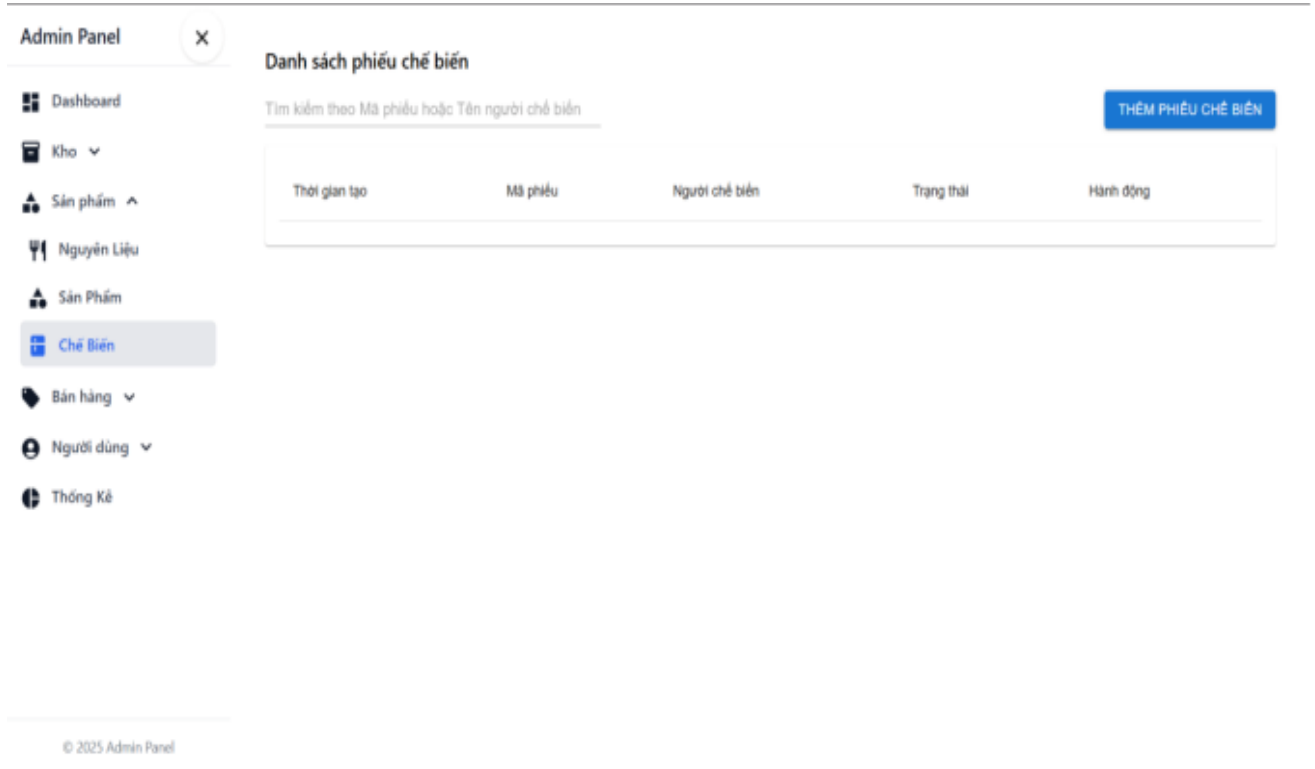 Admin Panel
Dashboard
Kho
Sản phẩm
Nguyên Liệu
Sản Phẩm
Chế Biến
Bán hàng
Người dùng
Thống Kê
© 2025 Admin Panel
Danh sách phiếu chế biến
Tìm kiếm theo Mã phiếu hoặc Tên người chế biến
THÊM PHIẾU CHẾ BIẾN
Thời gian tạo Mã phiếu Người chế biến Trạng thái Hành động